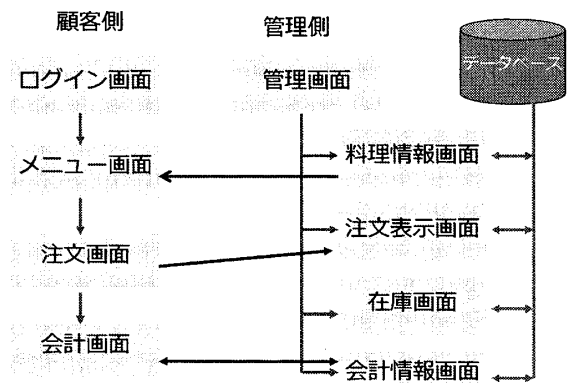 顧客側
管理側
データベース
ログイン画面
管理画面
メニュー画面
料理情報画面
注文画面
注文表示画面
在庫画面
会計画面
会計情報画面